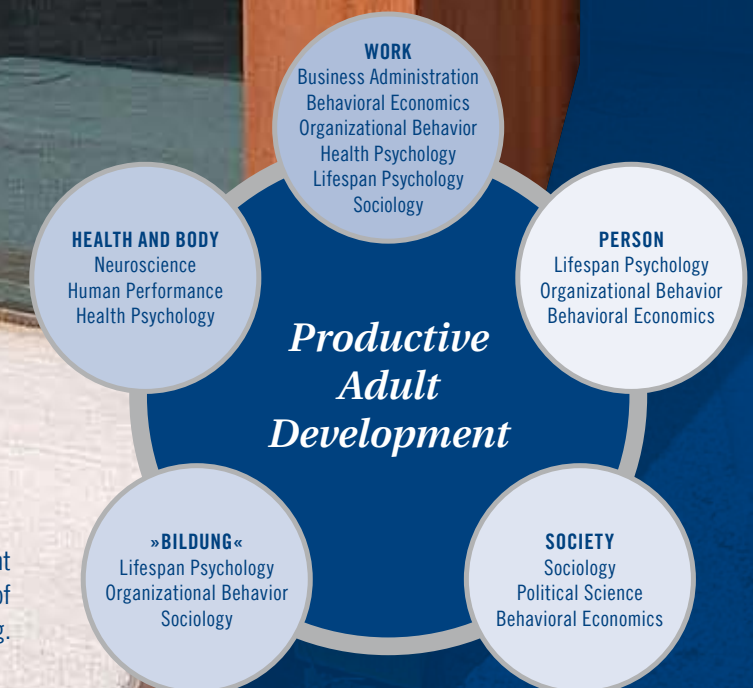 WORK
Business Administration
Behavioral Economics
Organizational Behavior
Health Psychology
Lifespan Psychology
Sociology
HEALTH AND BODY
Neuroscience
Human Performance
Health Psychology
PERSON
Lifespan Psychology
Organizational Behavior
Behavioral Economics
Productive
Adult
Development
»BILDUNG«
Lifespan Psychology
Organizational Behavior
Sociology
SOCIETY
Sociology
Political Science
Behavioral Economics
of